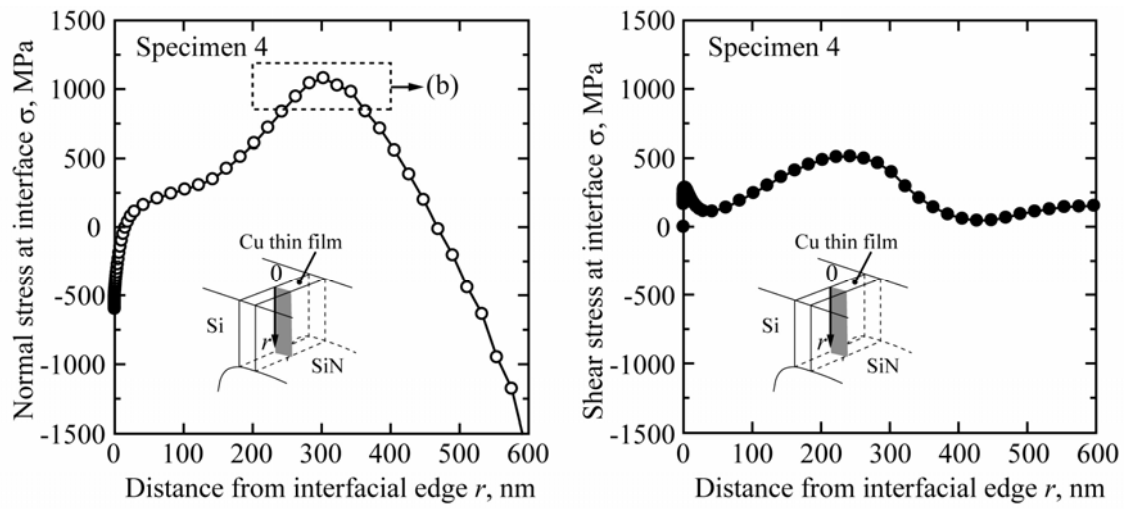 Normal stress at interface σ, MPa
1500
1000
500
0
-500
-1000
-1500
Specimen 4
(b)
Cu thin film
0
Si
r
SiN
0 100 200 300 400 500 600
Distance from interfacial edge r, nm
Shear stress at interface σ, MPa
1500
1000
500
0
-500
-1000
-1500
Specimen 4
Cu thin film
0
Si
r
SiN
0 100 200 300 400 500 600
Distance from interfacial edge r, nm